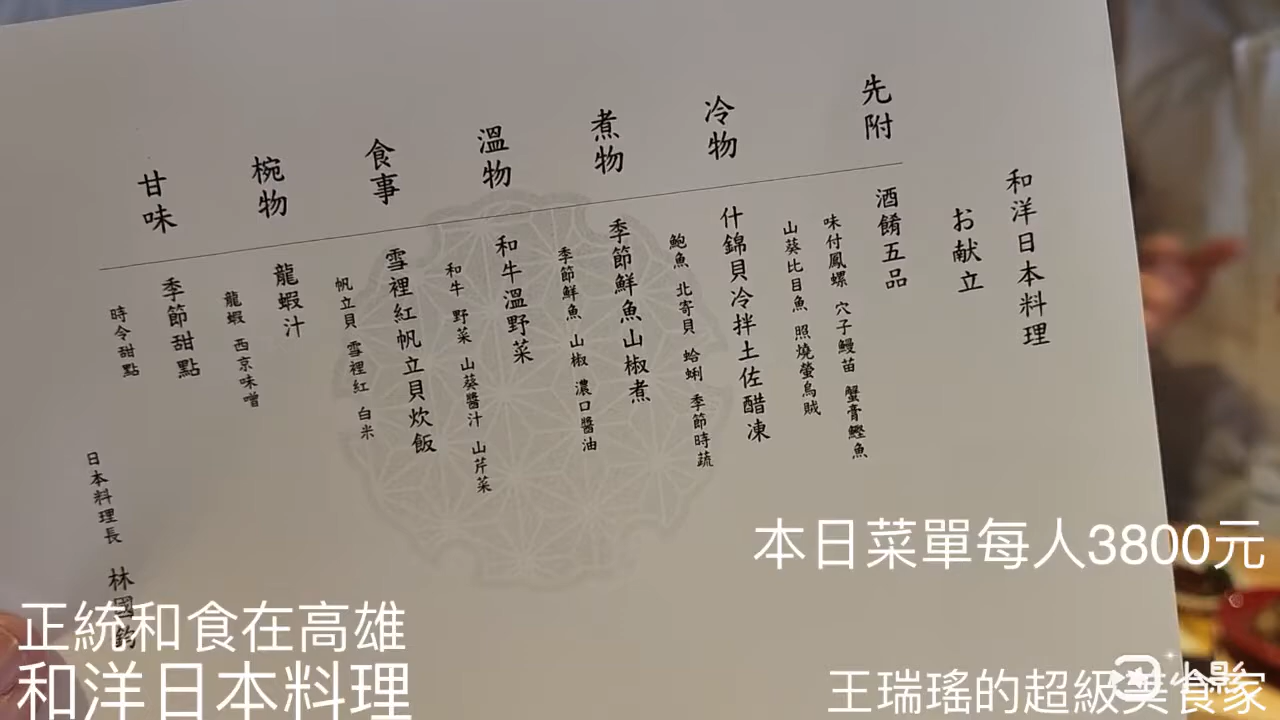 和洋日本料理
お献立
先附
酒餚五品
味付鳳螺 穴子鰻苗 蟹膏鰹魚
山葵比目魚 照燒螢烏賊
冷物
什錦貝冷拌土佐醋凍
鮑魚 北寄貝 蛤蜊 季節時蔬
煮物
季節鮮魚山椒煮
季節鮮魚 山椒 濃口醬油
溫物
和牛溫野菜
和牛 野菜 山葵醬汁 山芹菜
食事
雪裡紅帆立貝炊飯
帆立貝 雪裡紅 白米
椀物
龍蝦汁
龍蝦 西京味噌
甘味
季節甜點
時令甜點
日本料理長 林國鈞
本日菜單每人3800元
正統和食在高雄
和洋日本料理
王瑞瑤的超級美食家
小影